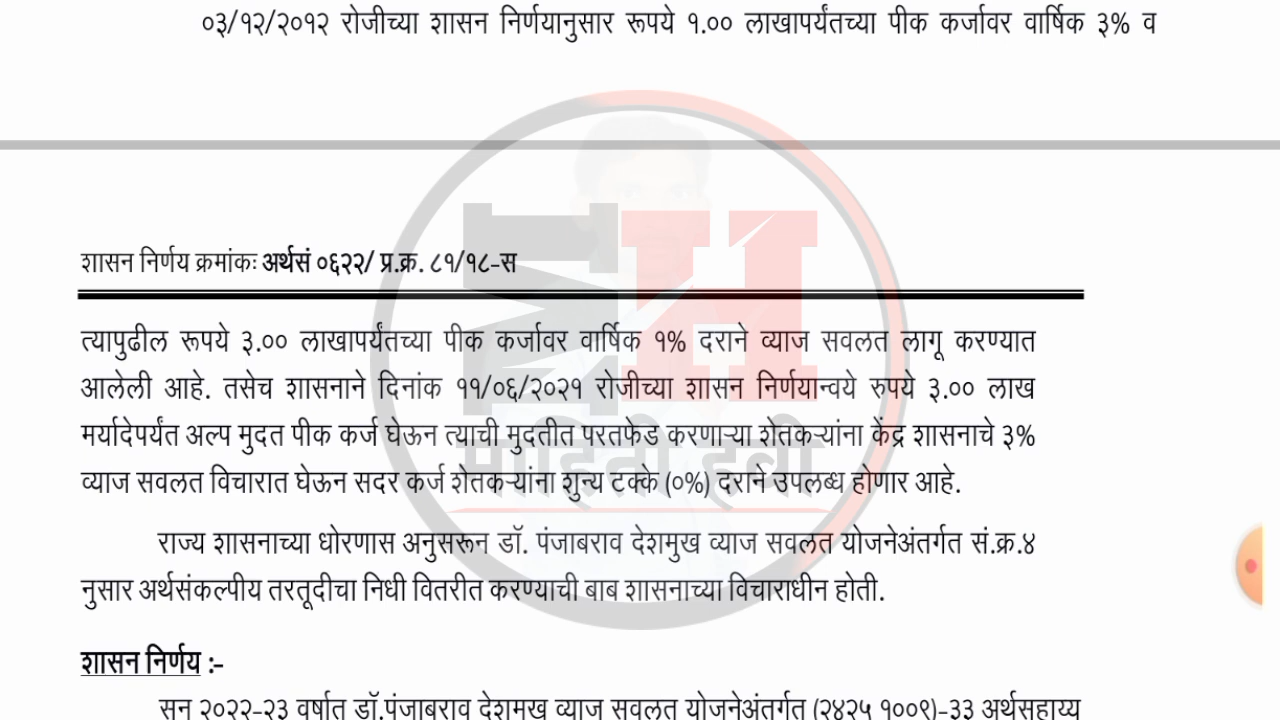 ०३/१२/२०१२ रोजीच्या शासन निर्णयानुसार रूपये १.०० लाखापर्यंतच्या पीक कर्जावर वार्षिक ३% व
शासन निर्णय क्रमांकः अर्थसं ०६२२/ प्र.क्र. ८१/१८-स
त्यापुढील रूपये ३.०० लाखापर्यंतच्या पीक कर्जावर वार्षिक १% दराने व्याज सवलत लागू करण्यात
आलेली आहे. तसेच शासनाने दिनांक ११/०६/२०२१ रोजीच्या शासन निर्णयान्वये रुपये ३.०० लाख
मर्यादेपर्यंत अल्प मुदत पीक कर्ज घेऊन त्याची मुदतीत परतफेड करणाऱ्या शेतकऱ्यांना केंद्र शासनाचे ३%
व्याज सवलत विचारात घेऊन सदर कर्ज शेतकऱ्यांना शुन्य टक्के (०%) दराने उपलब्ध होणार आहे.
राज्य शासनाच्या धोरणास अनुसरून डॉ. पंजाबराव देशमुख व्याज सवलत योजनेअंतर्गत सं.क्र.४
नुसार अर्थसंकल्पीय तरतूदीचा निधी वितरीत करण्याची बाब शासनाच्या विचाराधीन होती.
शासन निर्णय :-
सन २०२२-२३ वर्षात डॉ.पंजाबराव देशमुख व्याज सवलत योजनेअंतर्गत (२४२५ १००९)-३३ अर्थसहाय्य
MH
माहिती हवी